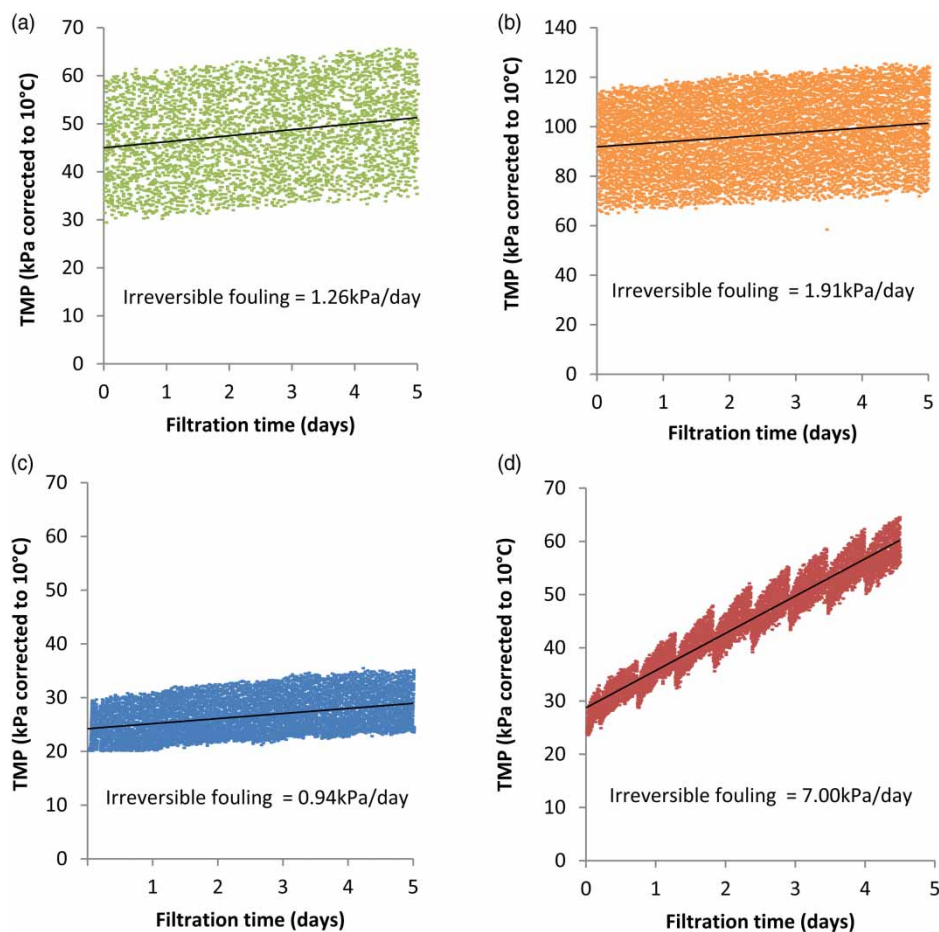 (a)
70
60
50
40
30
20
10
0
TMP (kPa corrected to 10°C)
Irreversible fouling = 1.26kPa/day
0 1 2 3 4 5
Filtration time (days)
(b)
140
120
100
80
60
40
20
0
TMP (kPa corrected to 10°C)
Irreversible fouling = 1.91kPa/day
0 1 2 3 4 5
Filtration time (days)
(c)
70
60
50
40
30
20
10
0
TMP (kPa corrected to 10°C)
Irreversible fouling = 0.94kPa/day
1 2 3 4 5
Filtration time (days)
(d)
70
60
50
40
30
20
10
0
TMP (kPa corrected to 10°C)
Irreversible fouling = 7.00kPa/day
0 1 2 3 4 5
Filtration time (days)